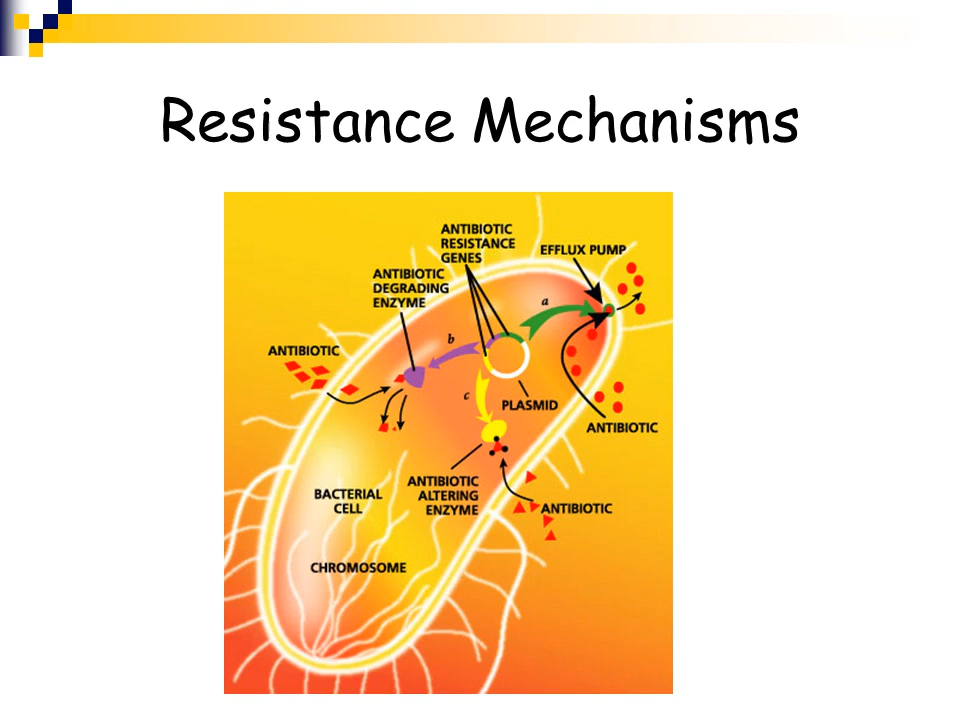 Resistance Mechanisms
ANTIBIOTIC
RESISTANCE
GENES
EFFLUX PUMP
ANTIBIOTIC
DEGRADING
ENZYME
a
b
ANTIBIOTIC
c
PLASMID
ANTIBIOTIC
ANTIBIOTIC
ALTERING
ENZYME
BACTERIAL
CELL
ANTIBIOTIC
CHROMOSOME